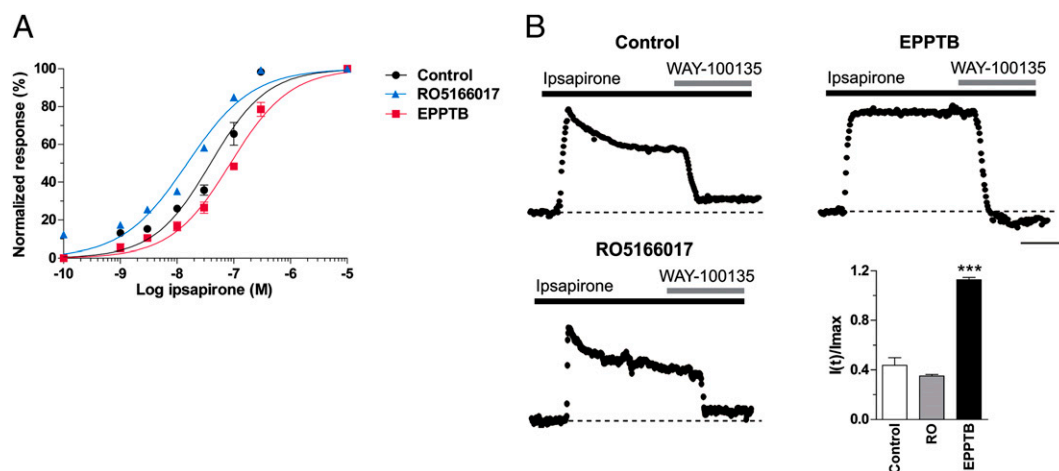 A
Normalized response (%)
100
80
60
40
20
0
-10 -9 -8 -7 -6 -5
Log ipsapirone (M)
Control
RO5166017
EPPTB
B
Control
WAY-100135
Ipsapirone
EPPTB
WAY-100135
Ipsapirone
RO5166017
WAY-100135
Ipsapirone
I(t)/Imax
1.2
0.8
0.4
0.0
***
Control
RO
EPPTB